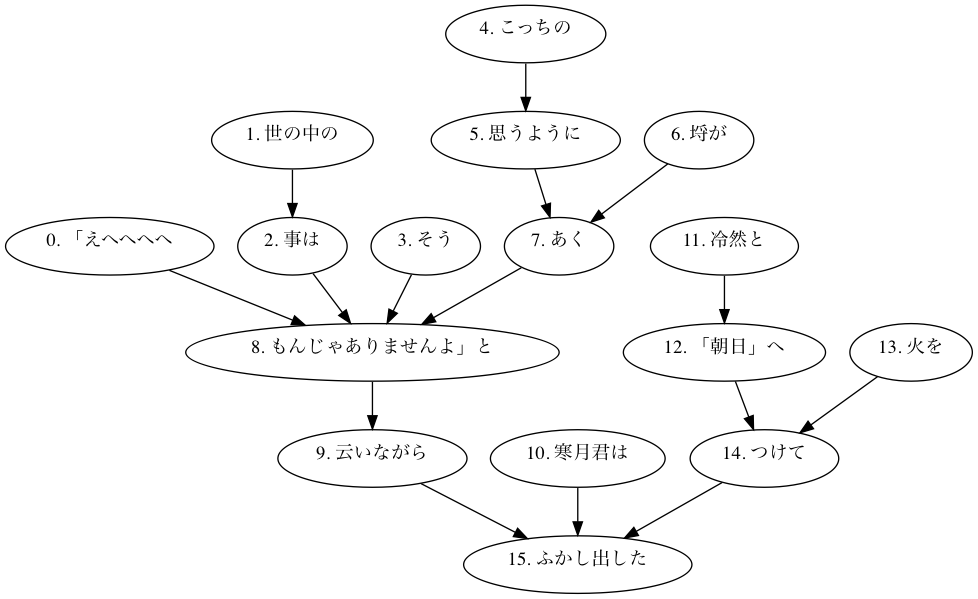 4. こっちの
1. 世の中の
5. 思うように
6. 埒が
0. 「えへへへへ
2. 事は
3. そう
7. あく
11. 冷然と
8. もんじゃありませんよ」と
12. 「朝日」へ
13. 火を
9. 云いながら
10. 寒月君は
14. つけて
15. ふかし出した